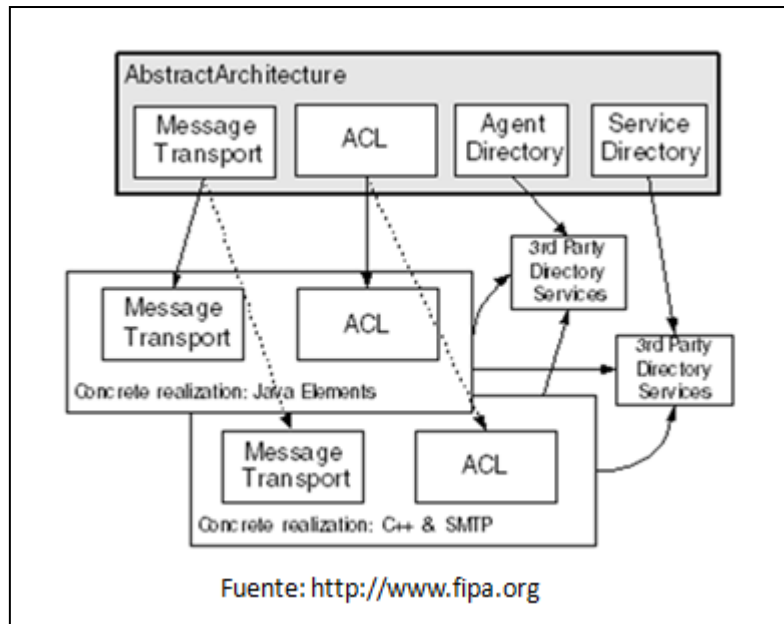 AbstractArchitecture
Message
Transport
ACL
Agent
Directory
Service
Directory
3rd Party
Directory
Services
Message
Transport
ACL
Concrete realization: Java Elements
3rd Party
Directory
Services
Message
Transport
ACL
Concrete realization: C++ & SMTP
Fuente: http://www.fipa.org